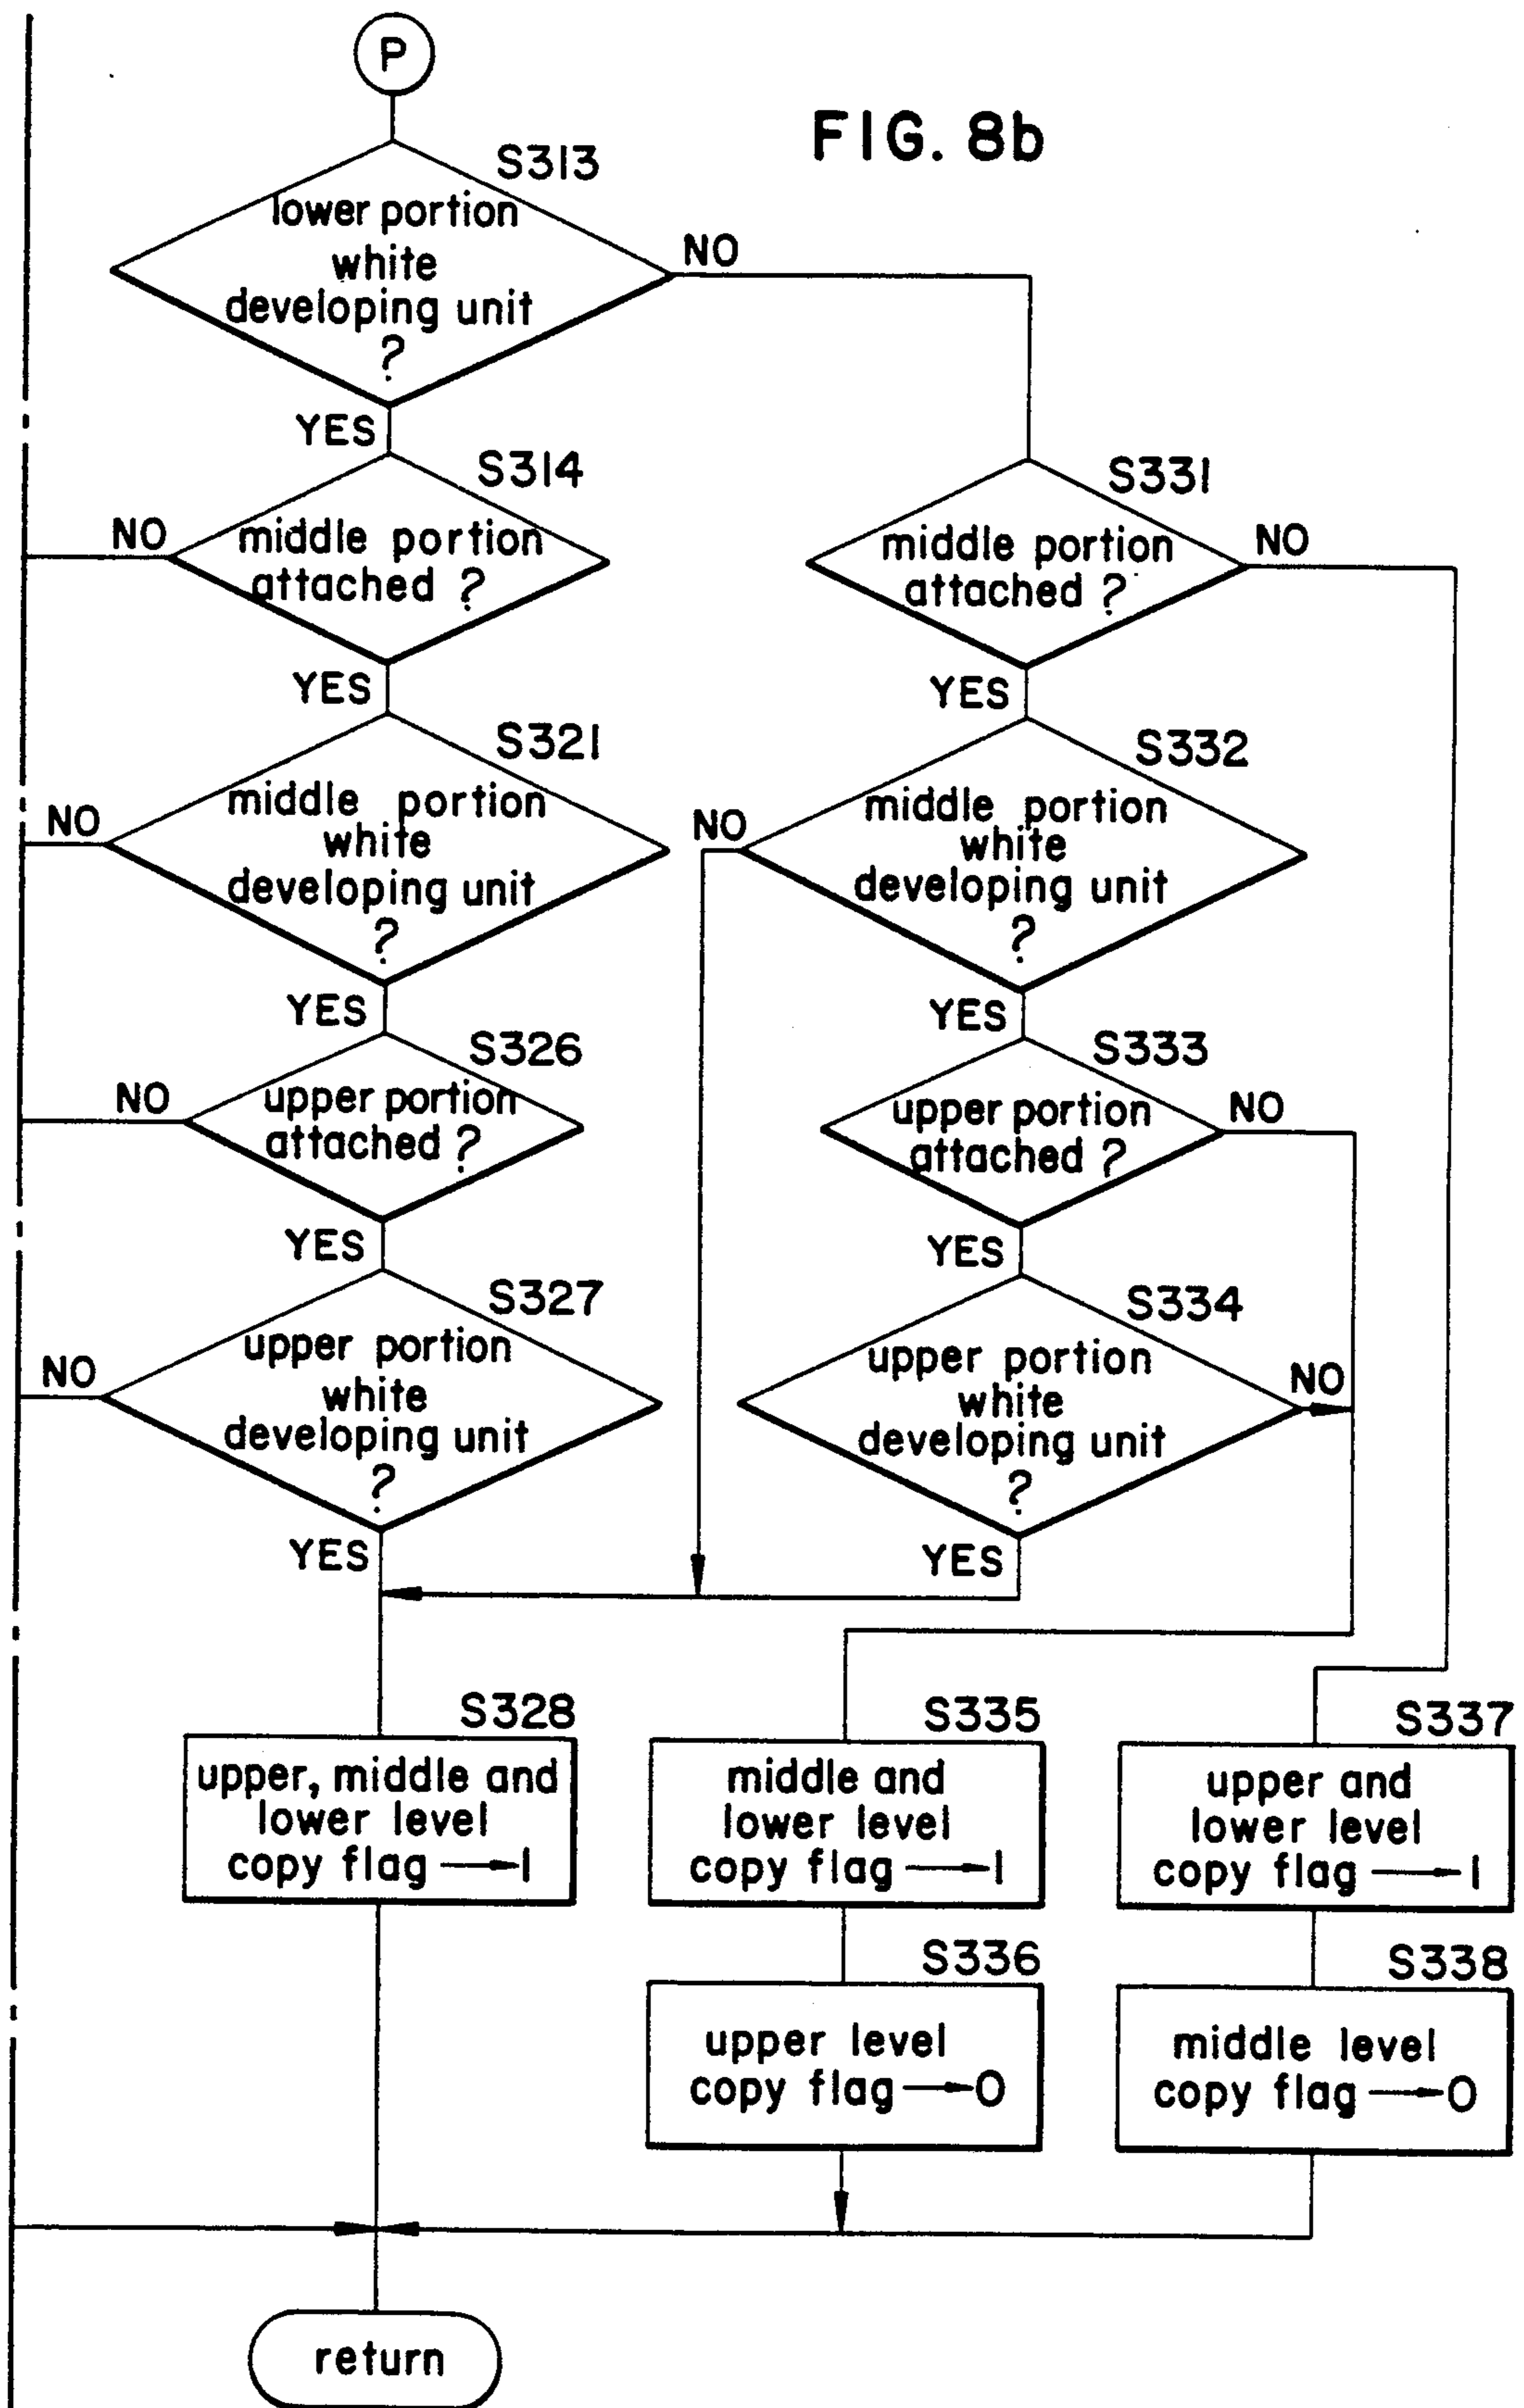 P
FIG. 8b
S313
lower portion
white
developing unit
?
NO
YES
S314
middle portion
attached ?
NO
YES
S321
middle portion
white
developing unit
?
NO
YES
S326
upper portion
attached ?
NO
YES
S327
upper portion
white
developing unit
?
NO
YES
S331
middle portion
attached ?
NO
YES
S332
middle portion
white
developing unit
?
NO
YES
S333
upper portion
attached ?
NO
YES
S334
upper portion
white
developing unit
?
NO
YES
S328
upper, middle and
lower level
copy flag → 1
S335
middle and
lower level
copy flag → 1
S336
upper level
copy flag → 0
S337
upper and
lower level
copy flag → 1
S338
middle level
copy flag → 0
return